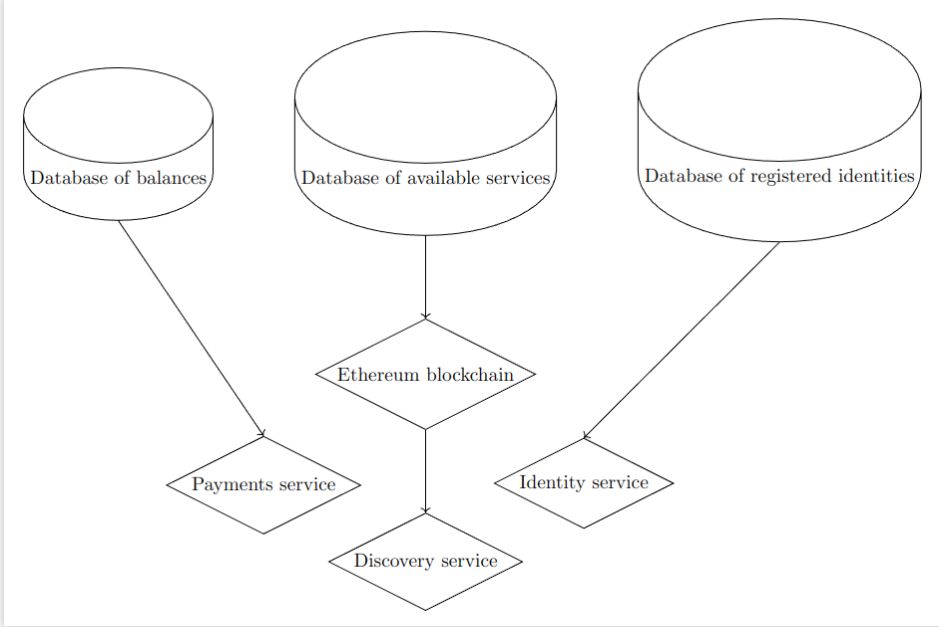 Database of balances
Database of available services
Database of registered identities
Ethereum blockchain
Payments service
Identity service
Discovery service